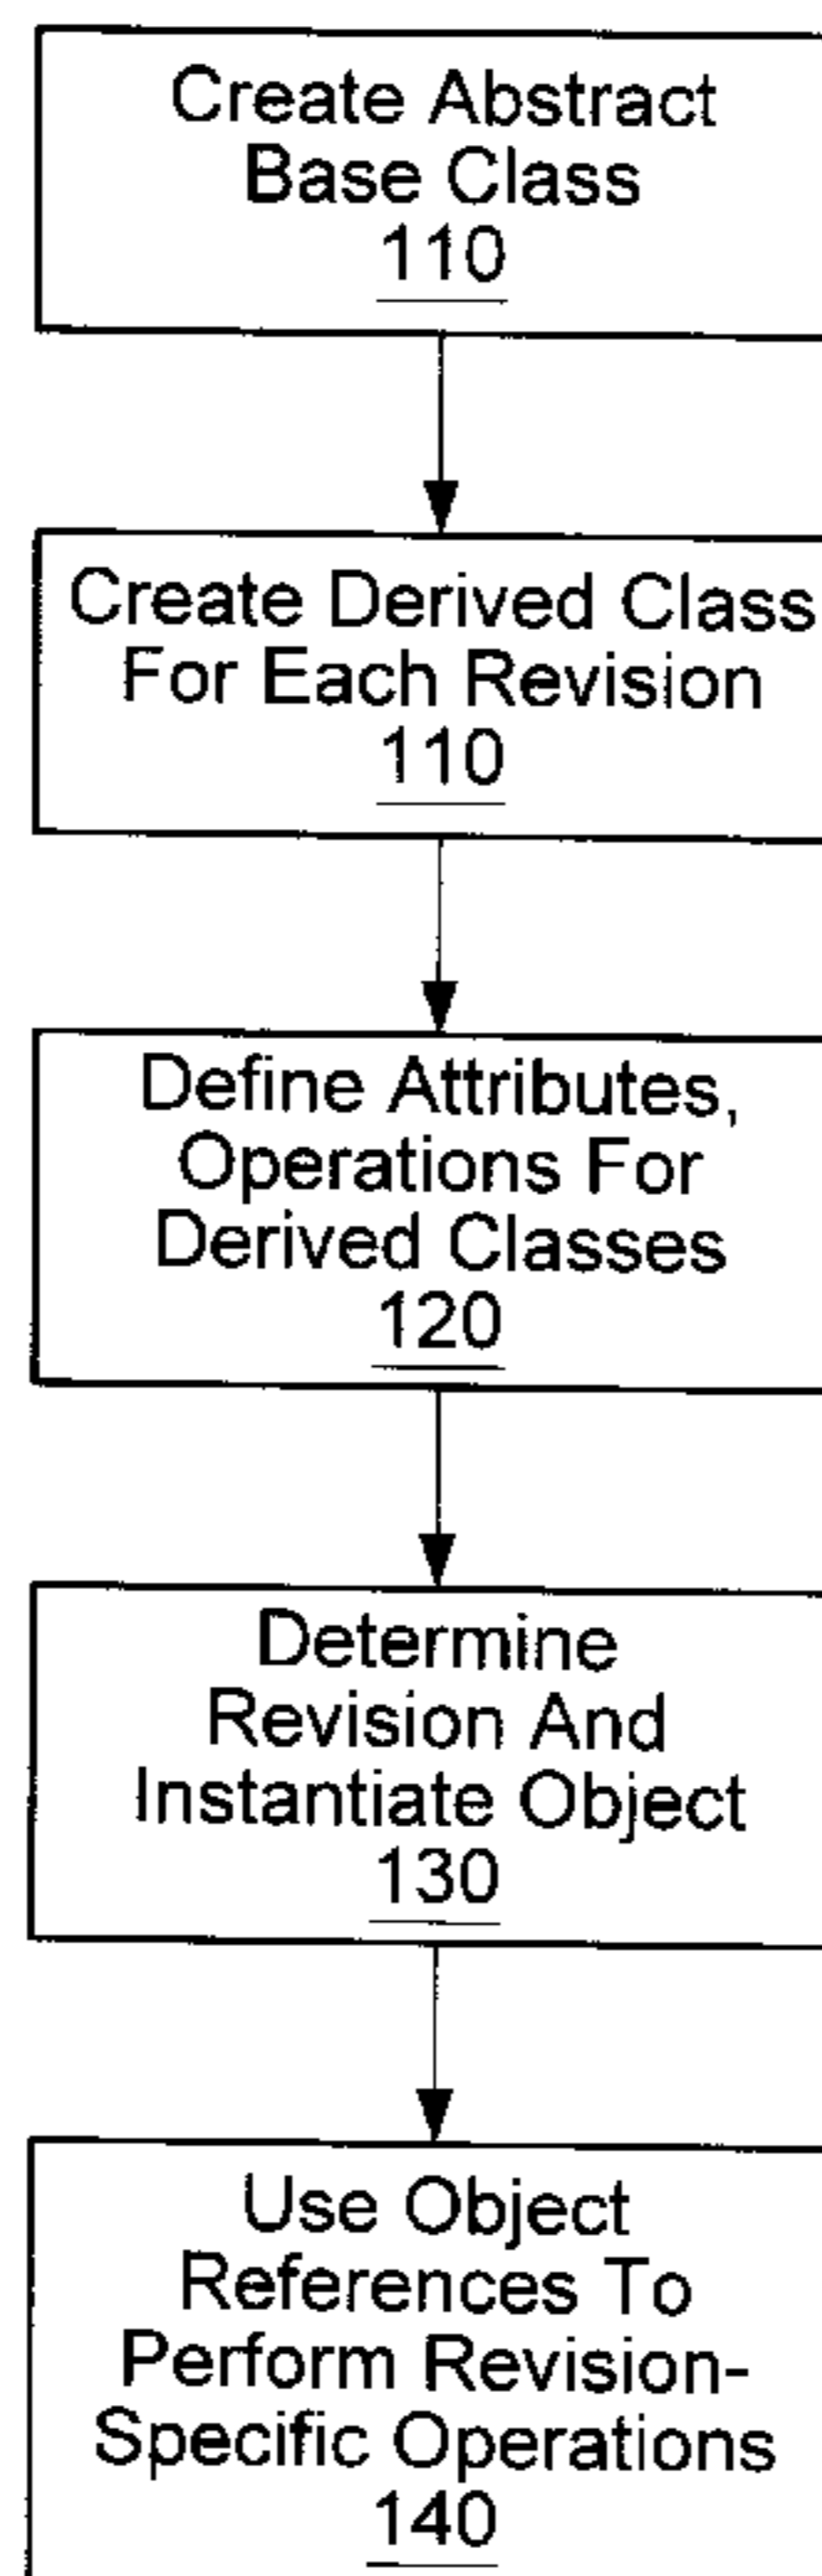 Create Abstract
Base Class
110
Create Derived Class
For Each Revision
110
Define Attributes,
Operations For
Derived Classes
120
Determine
Revision And
Instantiate Object
130
Use Object
References To
Perform Revision-
Specific Operations
140